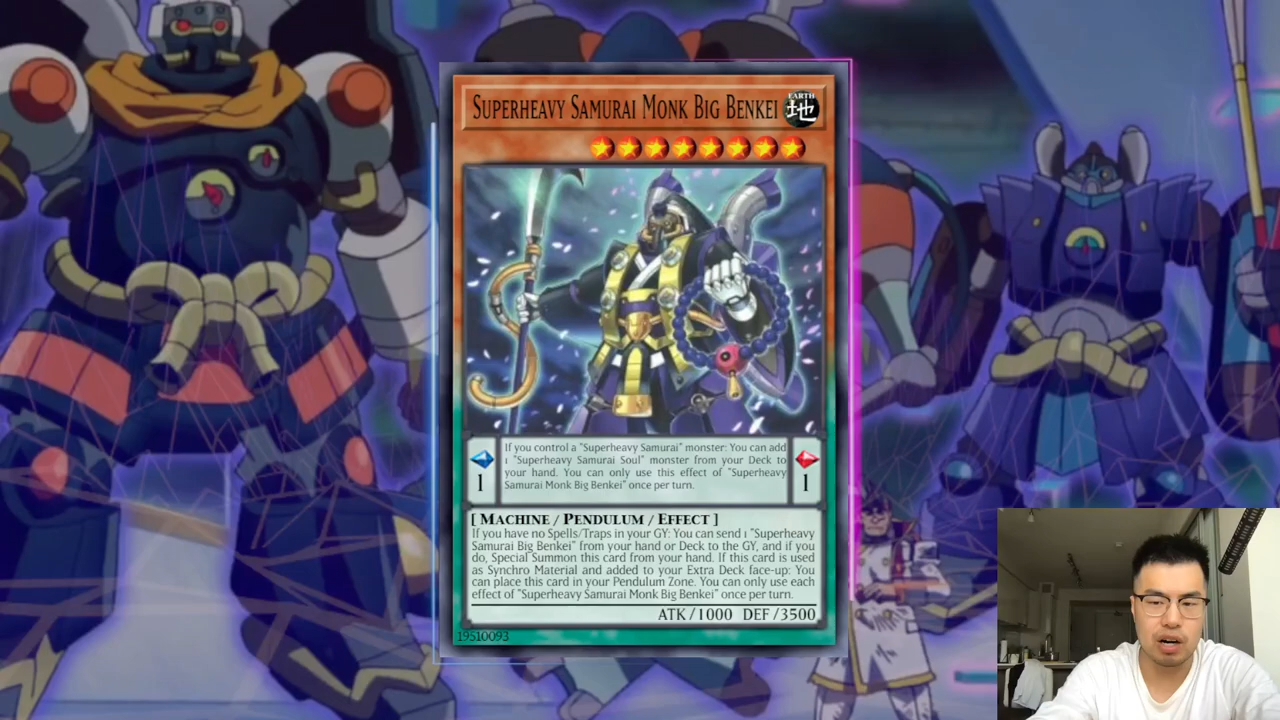 Superheavy Samurai Monk Big Benkei
EARTH
地
1
If you control a "Superheavy Samurai" monster: You can add
1 "Superheavy Samurai Soul" monster from your Deck to
your hand. You can only use this effect of "Superheavy
Samurai Monk Big Benkei" once per turn.
1
[ Machine / Pendulum / Effect ]
If you have no Spells/Traps in your GY: You can send 1 "Superheavy
Samurai Big Benkei" from your hand or Deck to the GY, and if you
do, Special Summon this card from your hand. If this card is used
as Synchro Material and added to your Extra Deck face-up: You
can place this card in your Pendulum Zone. You can only use each
effect of "Superheavy Samurai Monk Big Benkei" once per turn.
ATK/1000 DEF/3500
19510093